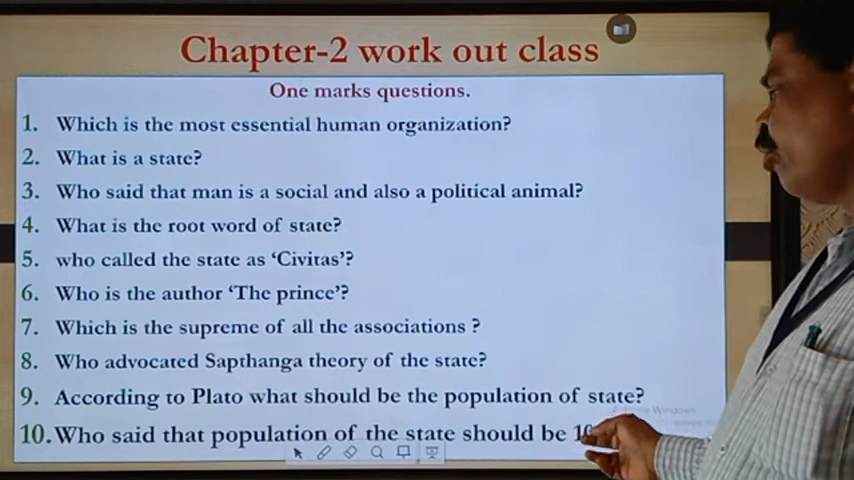 Chapter-2 work out class
One marks questions.
1. Which is the most essential human organization?
2. What is a state?
3. Who said that man is a social and also a political animal?
4. What is the root word of state?
5. who called the state as ‘Civitas’?
6. Who is the author ‘The prince’?
7. Which is the supreme of all the associations ?
8. Who advocated Sapthanga theory of the state?
9. According to Plato what should be the population of state?
10. Who said that population of the state should be